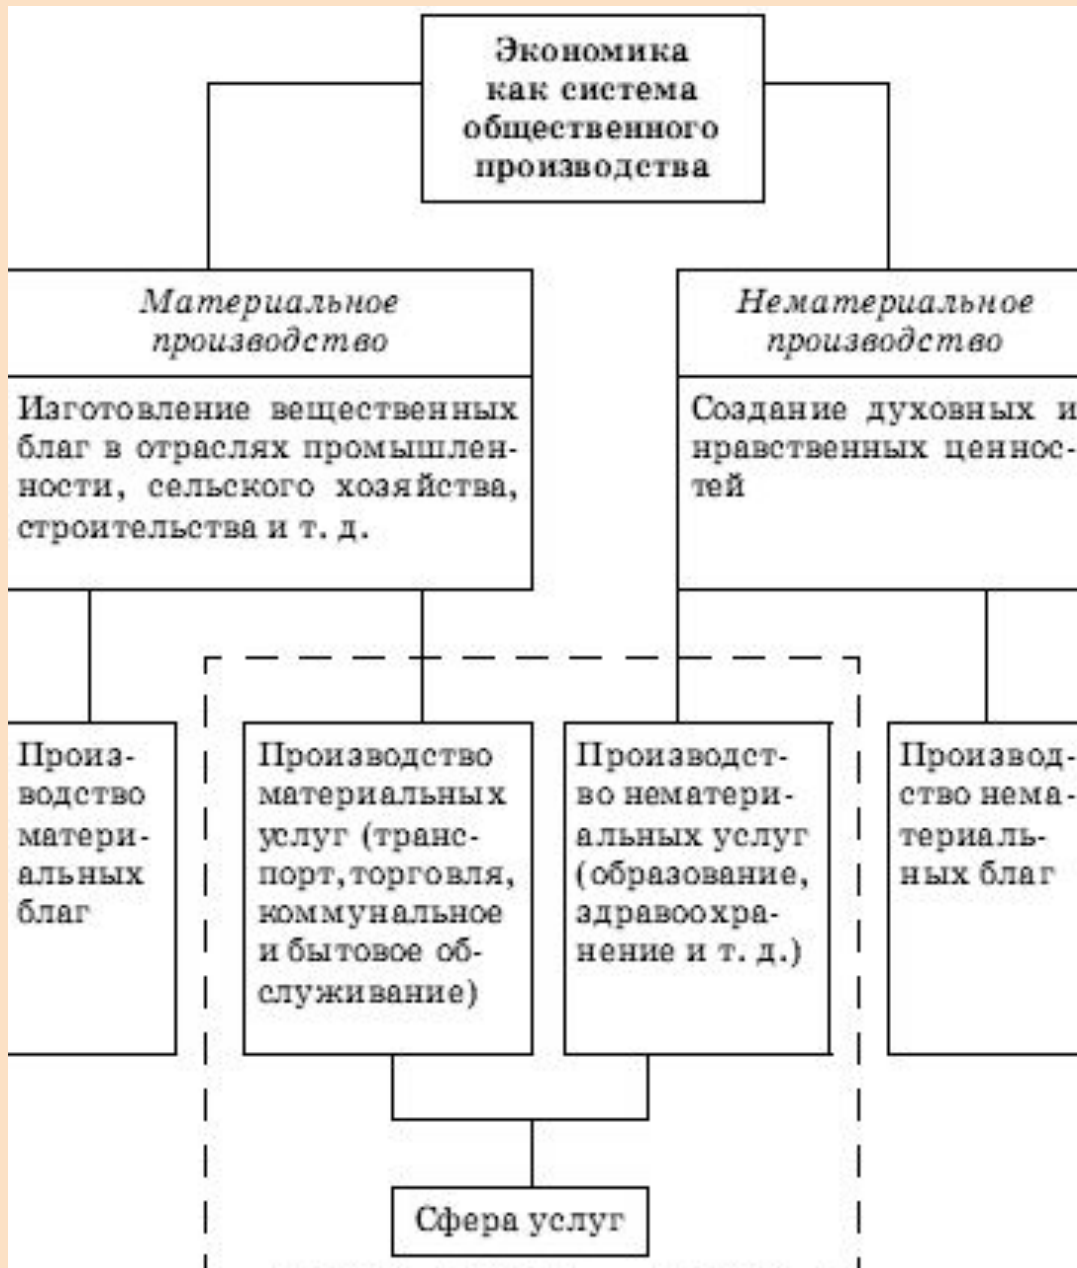 Экономика
как система
общественного
производства
Материальное
производство
Нематериальное
производство
Изготовление вещественных
благ в отраслях промышлен-
ности, сельского хозяйства,
строительства и т. д.
Создание духовных и
нравственных ценнос-
тей
Произ-
водство
матери-
альных
благ
Производство
материальных
услуг (транс-
порт,торговля,
коммунальное
и бытовое об-
служивание)
Производст-
во нематери-
альных услуг
(образование,
здравоохра-
нение и т. д.)
Производ-
ство нема-
териаль-
ных благ
Сфера услуг